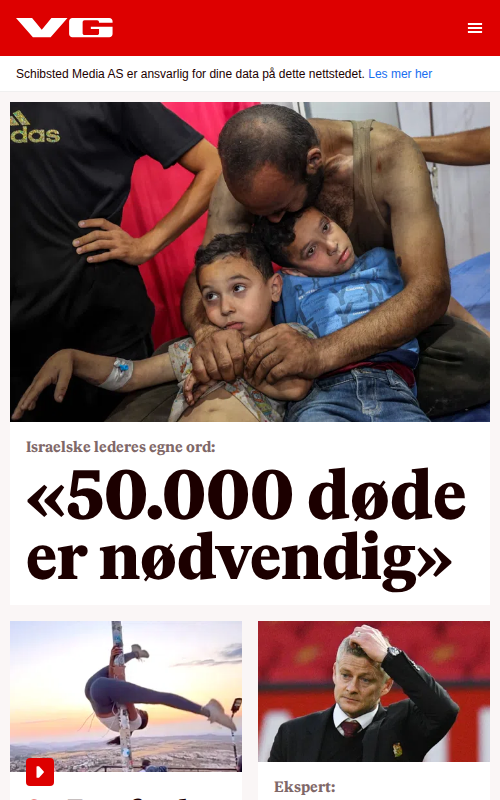 VG
Schibsted Media AS er ansvarlig for dine data på dette nettstedet. Les mer her
das
Israelske lederes egne ord:
«50.000 døde
er nødvendig»
Ekspert: